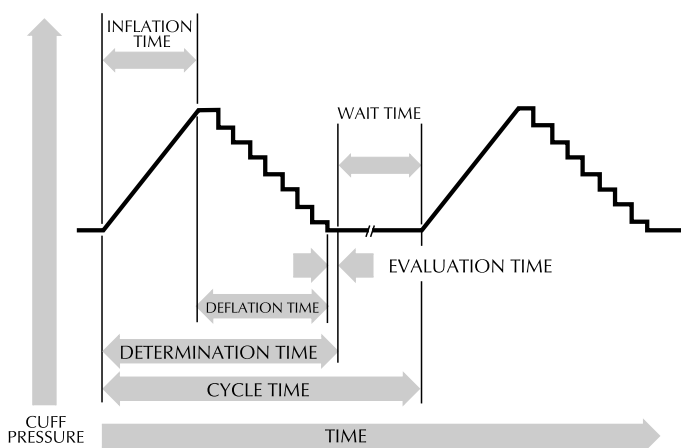 INFLATION
TIME
WAIT TIME
EVALUATION TIME
DEFLATION TIME
DETERMINATION TIME
CYCLE TIME
CUFF
PRESSURE
TIME